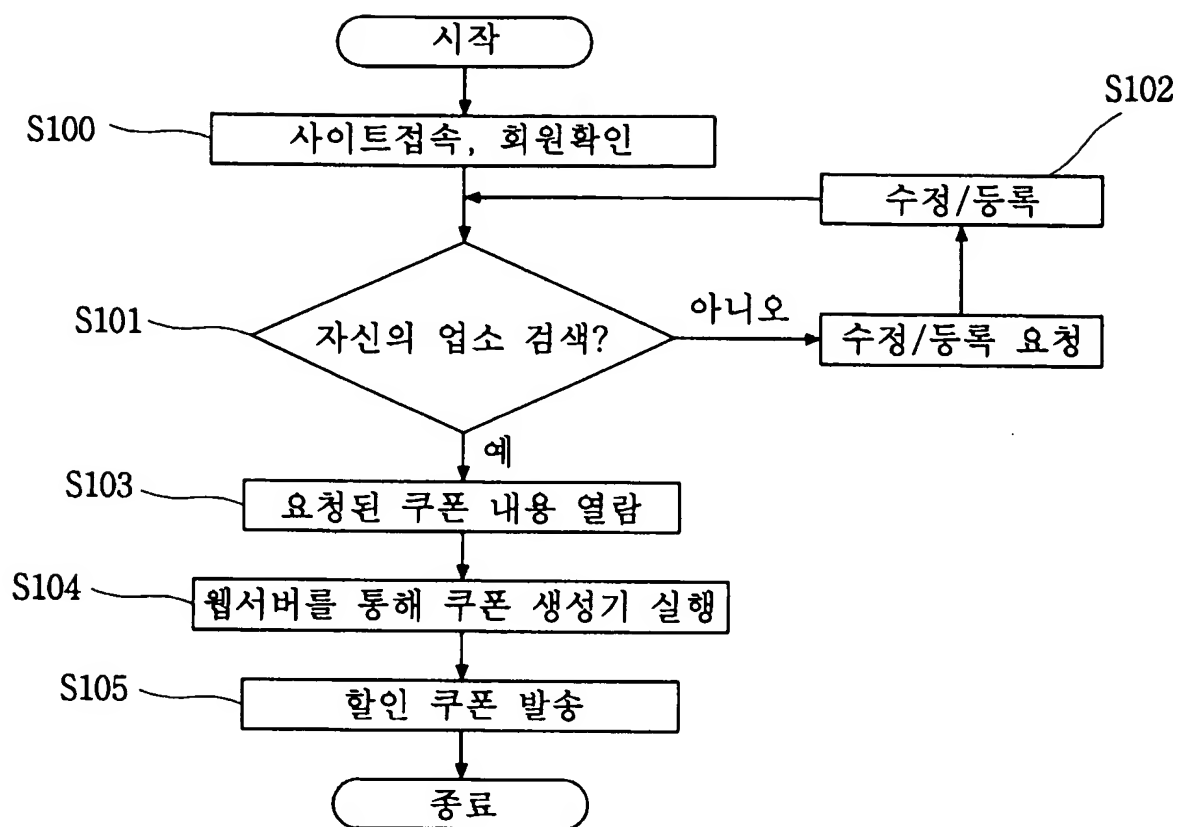 시작
S100
사이트접속, 회원확인
S102
수정/등록
S101
자신의 업소 검색?
아니오
수정/등록 요청
예
S103
요청된 쿠폰 내용 열람
S104
웹서버를 통해 쿠폰 생성기 실행
S105
할인 쿠폰 발송
종료